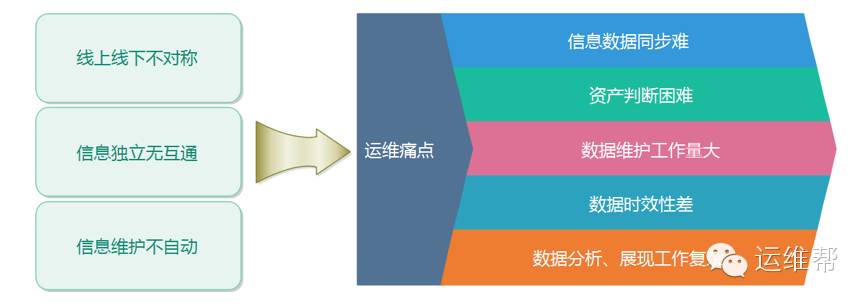 线上线下不对称
信息独立无互通
信息维护不自动
运维痛点
信息数据同步难
资产判断困难
数据维护工作量大
数据时效性差
数据分析、展现工作复
运维帮